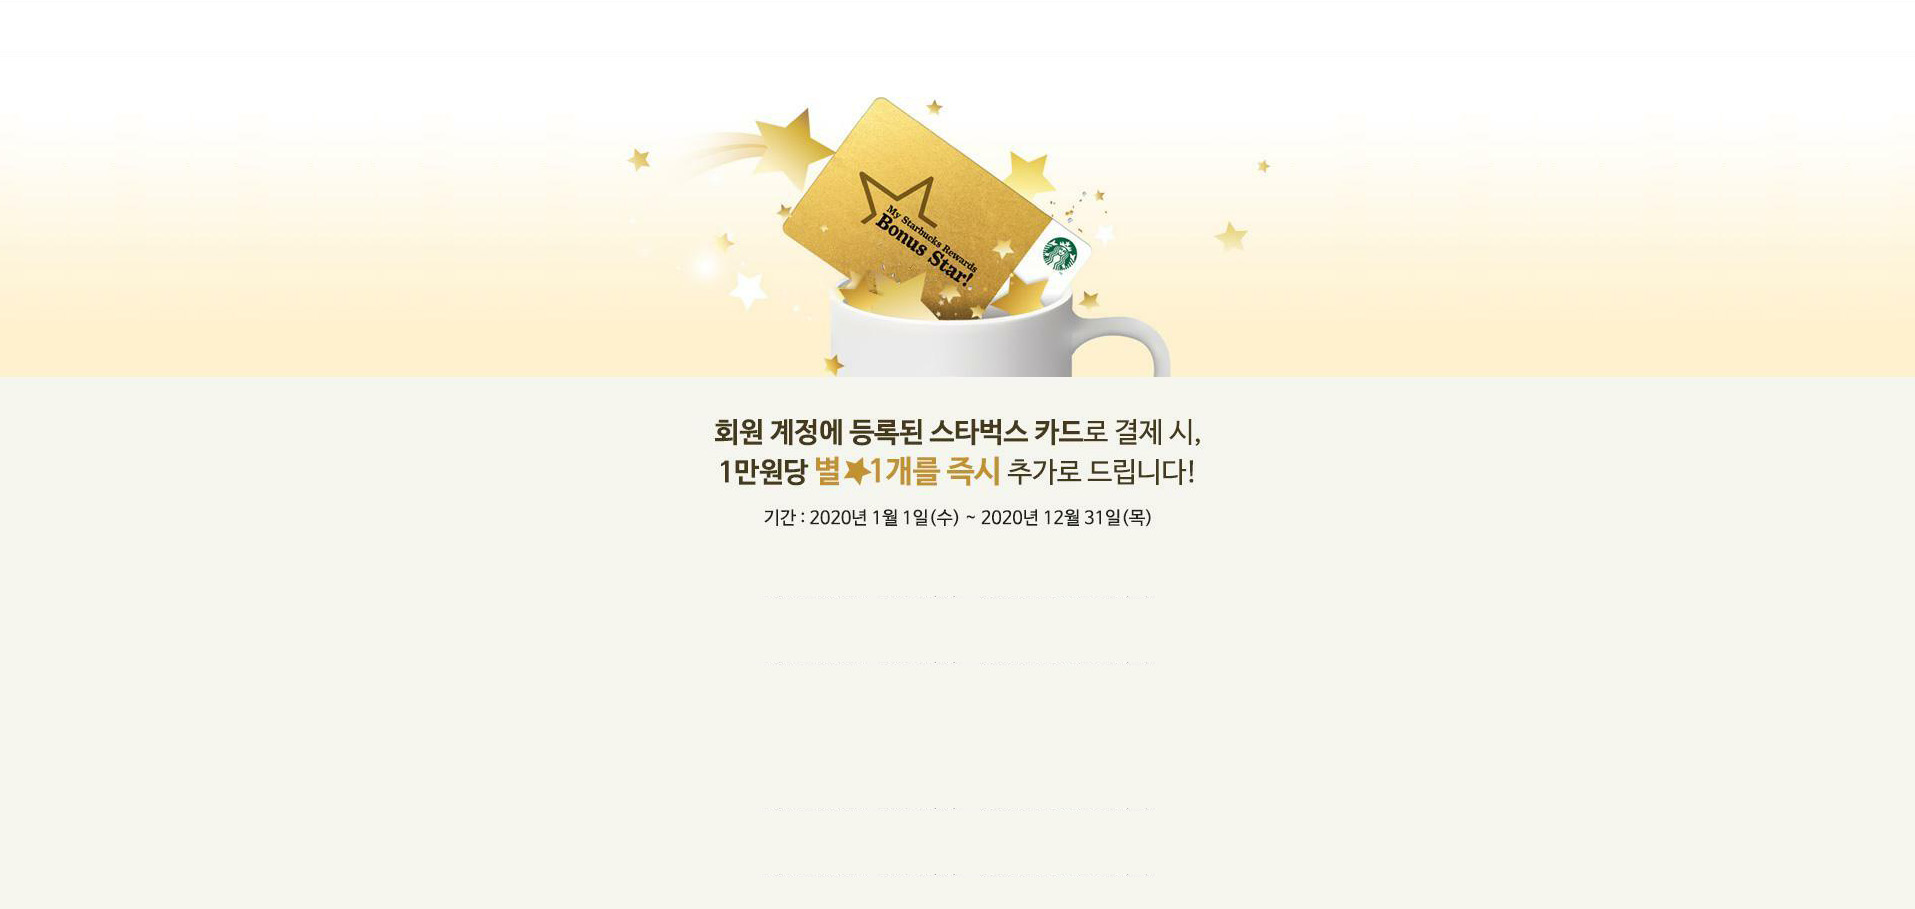 My Starbucks Rewards
Bonus Star!
회원 계정에 등록된 스타벅스 카드로 결제 시,
1만원당 별★1개를 즉시 추가로 드립니다!
기간 : 2020년 1월 1일(수) ~ 2020년 12월 31일(목)